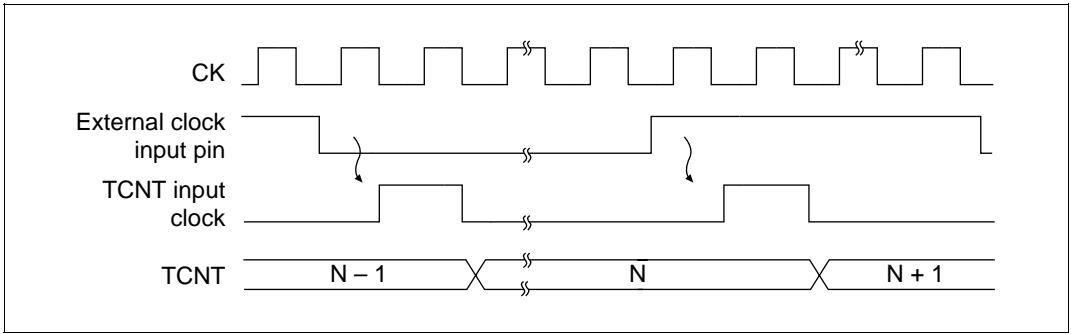 CK
External clock
input pin
TCNT input
clock
TCNT
N – 1
N
N + 1